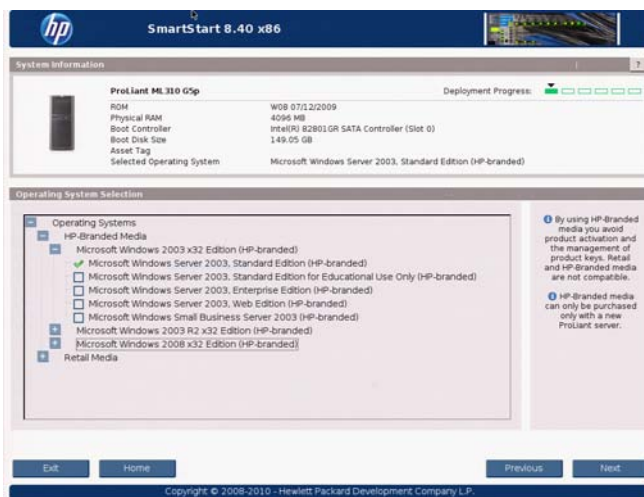 hp
SmartStart 8.40 x86
System Information
?
ProLiant ML310 G5p
Deployment Progress:
ROM W08 07/12/2009
Physical RAM 4096 MB
Boot Controller Intel(R) 82801GR SATA Controller (Slot 0)
Boot Disk Size 149.05 GB
Asset Tag
Selected Operating System Microsoft Windows Server 2003, Standard Edition (HP-branded)
Operating System Selection
Operating Systems
HP-Branded Media
Microsoft Windows 2003 x32 Edition (HP-branded)
Microsoft Windows Server 2003, Standard Edition (HP-branded)
Microsoft Windows Server 2003, Standard Edition for Educational Use Only (HP-branded)
Microsoft Windows Server 2003, Enterprise Edition (HP-branded)
Microsoft Windows Server 2003, Web Edition (HP-branded)
Microsoft Windows Small Business Server 2003 (HP-branded)
Microsoft Windows 2003 R2 x32 Edition (HP-branded)
Microsoft Windows 2008 x32 Edition (HP-branded)
Retail Media
By using HP-Branded
media you avoid
product activation and
the management of
product keys. Retail
and HP-Branded media
are not compatible.
HP-Branded media
can only be purchased
only with a new
ProLiant server.
Exit
Home
Previous
Next
Copyright © 2008-2010 - Hewlett Packard Development Company L.P.